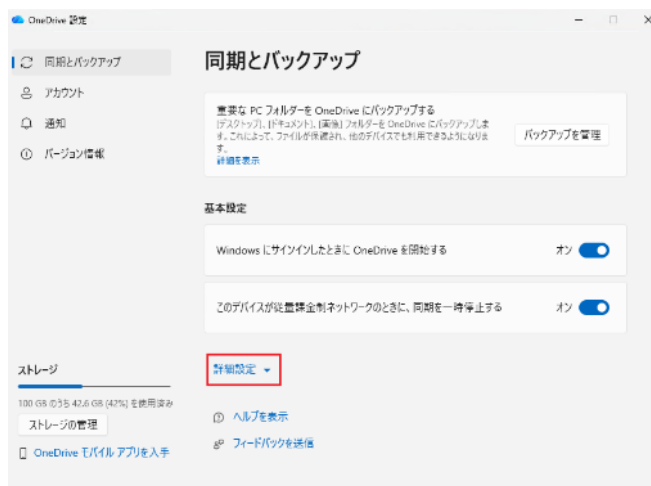 OneDrive 設定
同期とバックアップ
アカウント
通知
バージョン情報
ストレージ
100 GB のうち 42.6 GB (42%) を使用済み
ストレージの管理
OneDrive モバイル アプリを入手
同期とバックアップ
重要な PC フォルダーを OneDrive にバックアップする
[デスクトップ]、[ドキュメント]、[画像] フォルダーを OneDrive にバックアップしま
す。これによって、ファイルが保護され、他のデバイスでも利用できるようになりま
す。
詳細を表示
バックアップを管理
基本設定
Windows にサインインしたときに OneDrive を開始する
オン
このデバイスが従量課金制ネットワークのときに、同期を一時停止する
オン
詳細設定
ヘルプを表示
フィードバックを送信